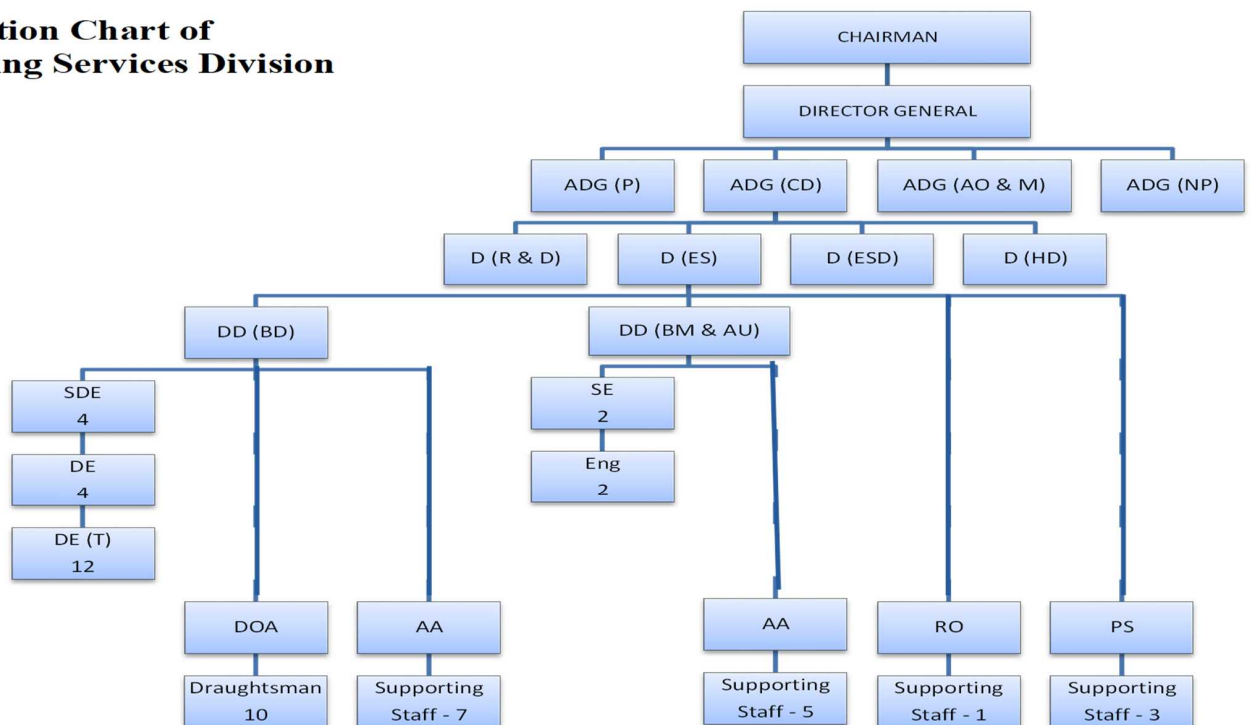 tion Chart of
ing Services Division
CHAIRMAN
DIRECTOR GENERAL
ADG (P)
ADG (CD)
ADG (AO & M)
ADG (NP)
D (R & D)
D (ES)
D (ESD)
D (HD)
DD (BD)
DD (BM & AU)
SDE
4
DE
4
DE (T)
12
SE
2
Eng
2
DOA
AA
AA
RO
PS
Draughtsman
10
Supporting
Staff - 7
Supporting
Staff - 5
Supporting
Staff - 1
Supporting
Staff - 3